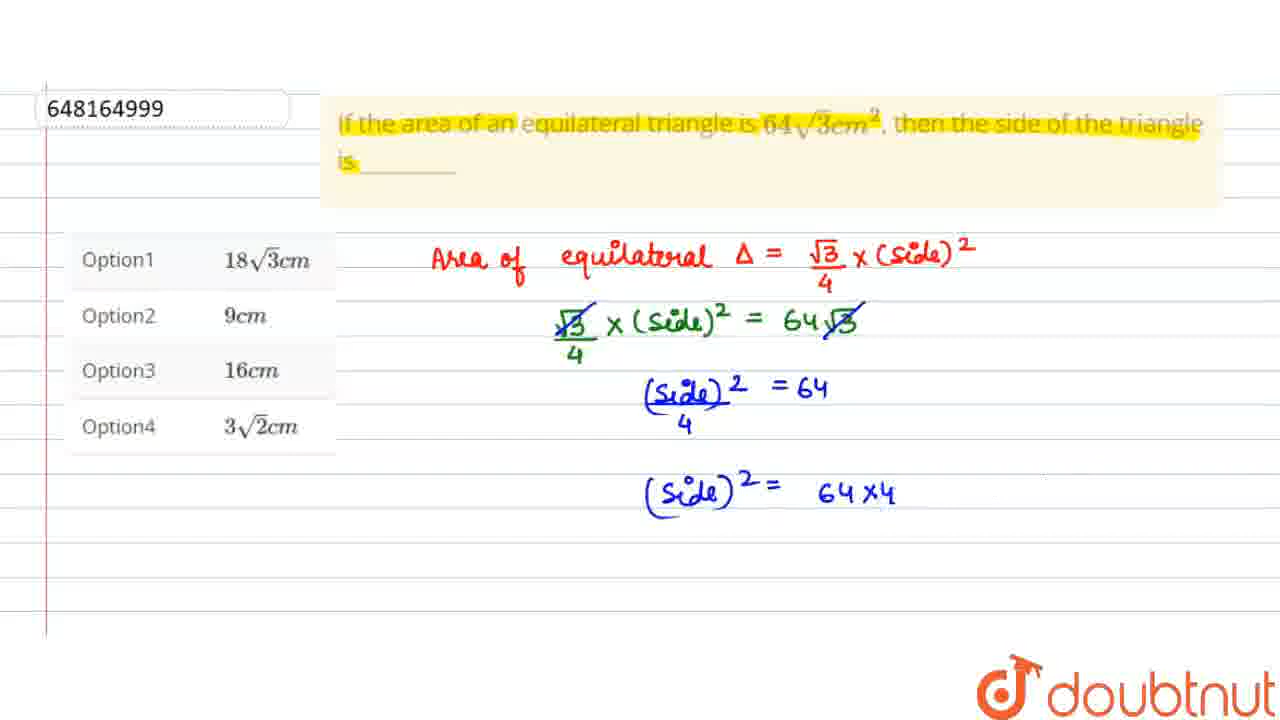 648164999
If the area of an equilateral triangle is 64√3cm², then the side of the triangle
is________
Option1 18√3cm
Option2 9cm
Option3 16cm
Option4 3√2cm
Area of equilateral Δ = √3/4 × (Side)²
√3/4 × (Side)² = 64√3
(Side)²/4 = 64
(Side)² = 64×4
doubtnut